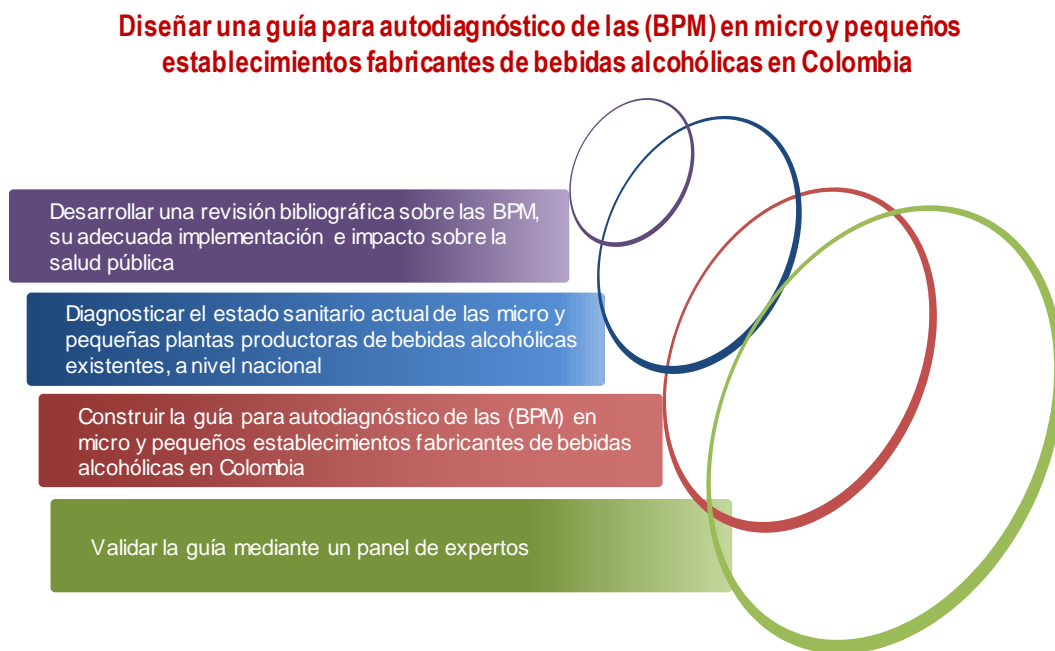 Diseñar una guía para autodiagnóstico de las (BPM) en micro y pequeños
establecimientos fabricantes de bebidas alcohólicas en Colombia
Desarrollar una revisión bibliográfica sobre las BPM,
su adecuada implementación e impacto sobre la
salud pública
Diagnosticar el estado sanitario actual de las micro y
pequeñas plantas productoras de bebidas alcohólicas
existentes, a nivel nacional
Construir la guía para autodiagnóstico de las (BPM) en
micro y pequeños establecimientos fabricantes de bebidas
alcohólicas en Colombia
Validar la guía mediante un panel de expertos